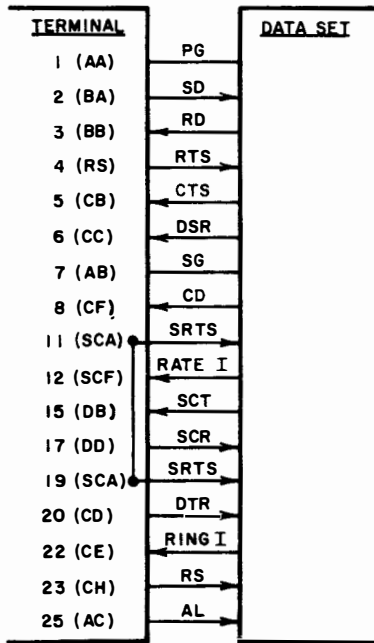 TERMINAL DATA SET
1 (AA) PG
2 (BA) SD
3 (BB) RD
4 (RS) RTS
5 (CB) CTS
6 (CC) DSR
7 (AB) SG
8 (CF) CD
11 (SCA) SRTS
12 (SCF) RATE I
15 (DB) SCT
17 (DD) SCR
19 (SCA) SRTS
20 (CD) DTR
22 (CE) RING I
23 (CH) RS
25 (AC) AL